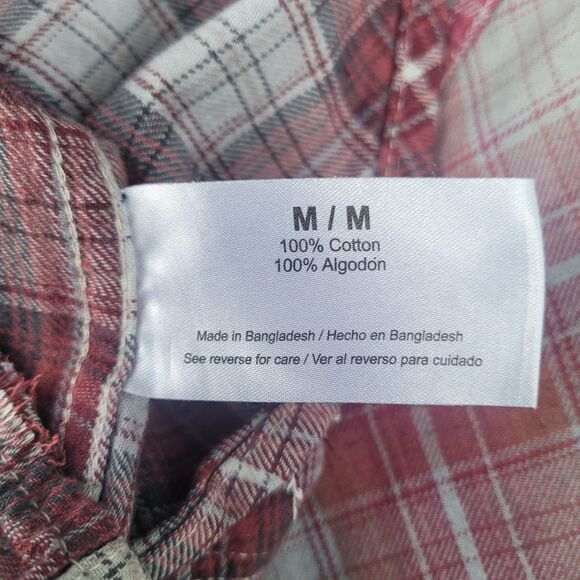 M / M
100% Cotton
100% Algodón
Made in Bangladesh / Hecho en Bangladesh
See reverse for care / Ver al reverso para cuidado